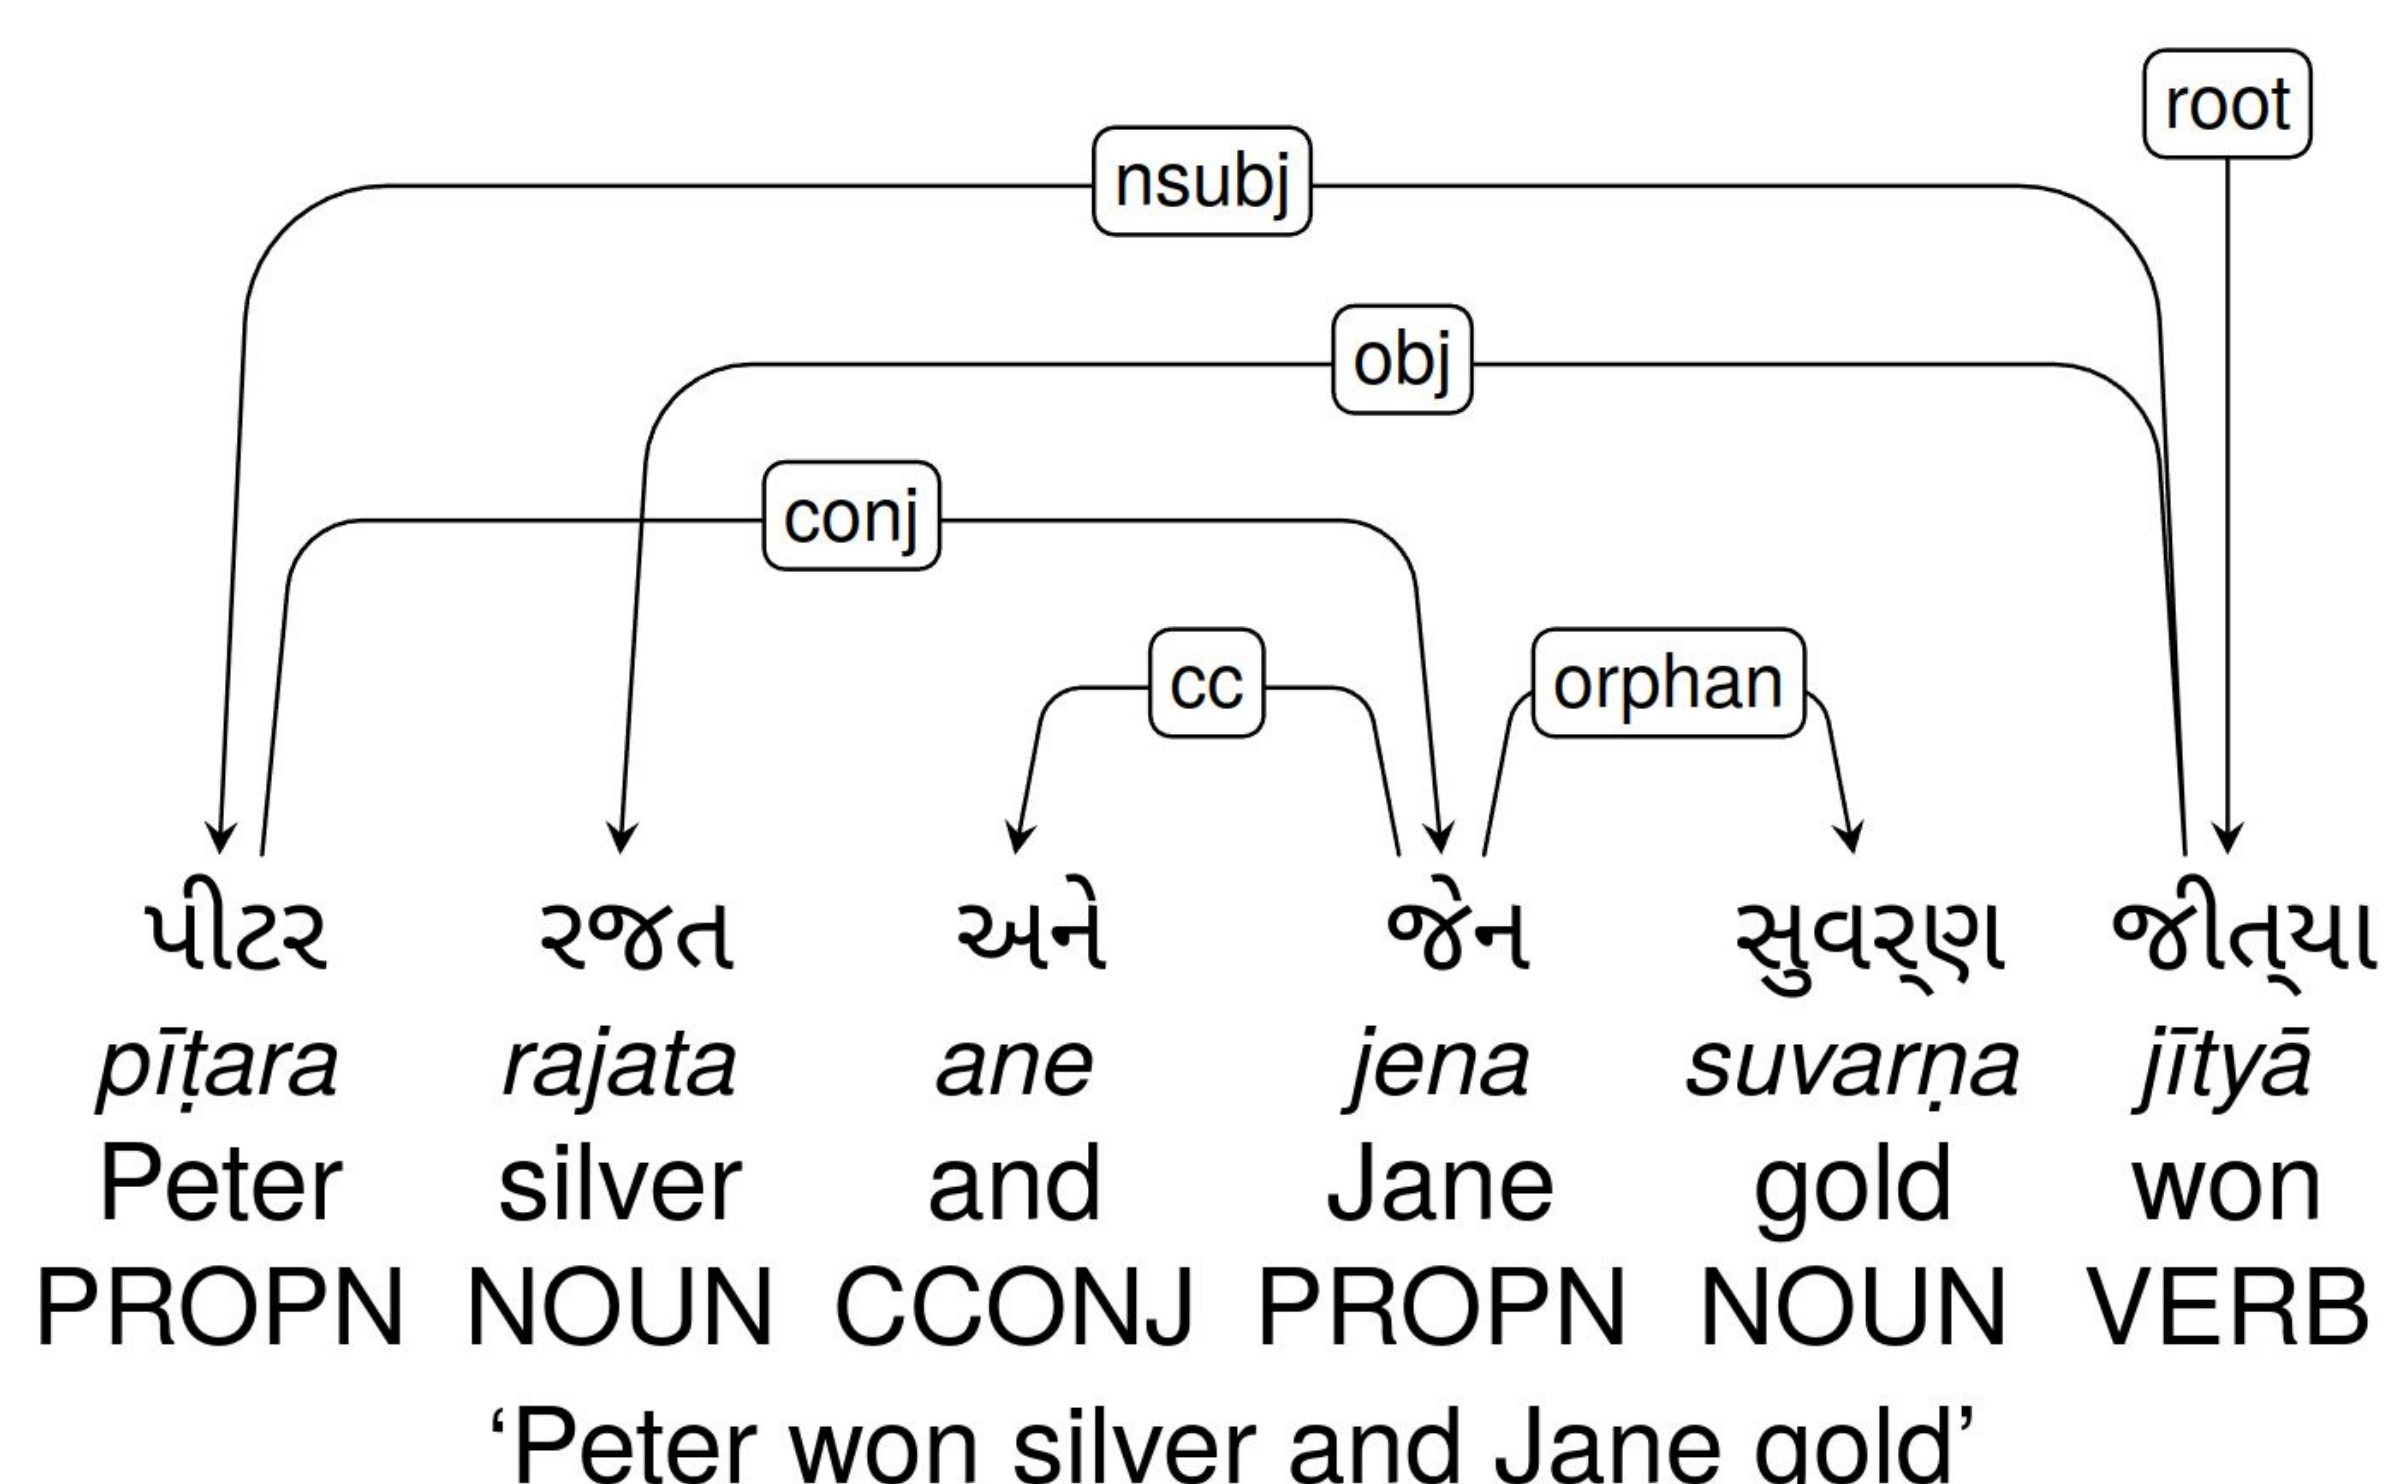 root
nsubj
obj
conj
cc orphan
પીટર રજત અને જેન સુવર્‌ણ જીત્‌યા
pīṭara rajata ane jena suvarṇa jītyā
Peter silver and Jane gold won
PROPN NOUN CCONJ PROPN NOUN VERB
‘Peter won silver and Jane gold’